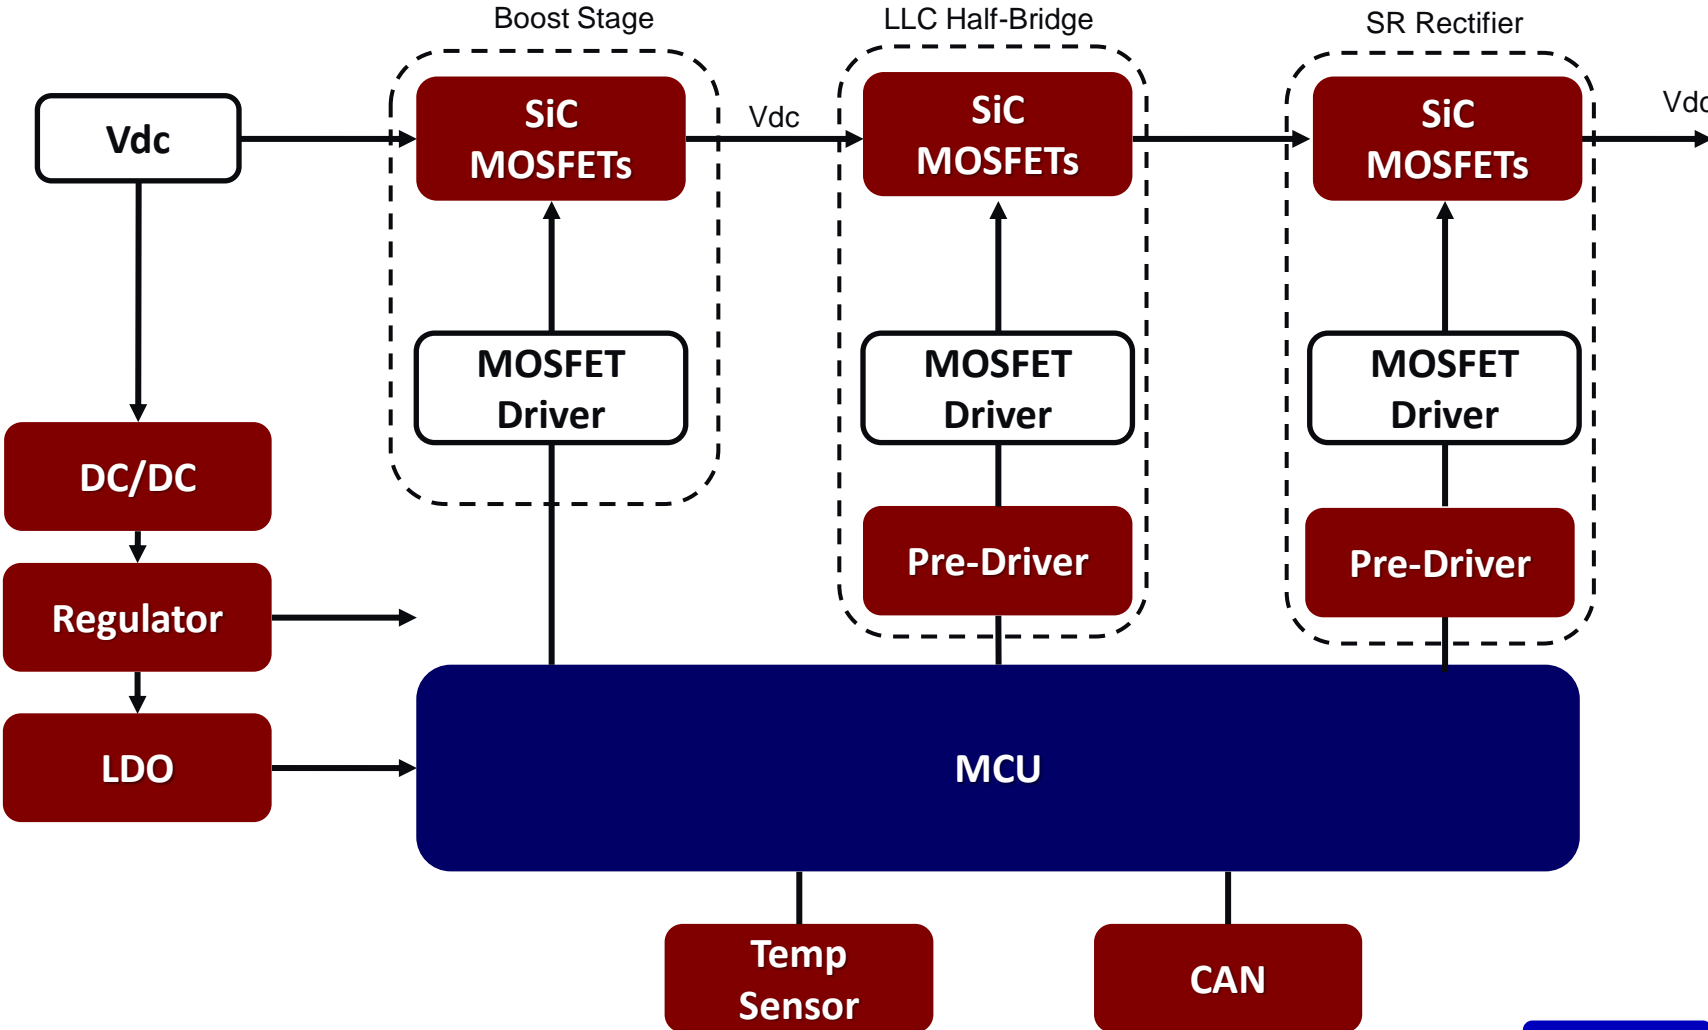 Boost Stage
LLC Half-Bridge
SR Rectifier
Vdc
SiC
MOSFETs
Vdc
SiC
MOSFETs
SiC
MOSFETs
Vdc
MOSFET
Driver
MOSFET
Driver
MOSFET
Driver
DC/DC
Pre-Driver
Pre-Driver
Regulator
LDO
MCU
Temp
Sensor
CAN